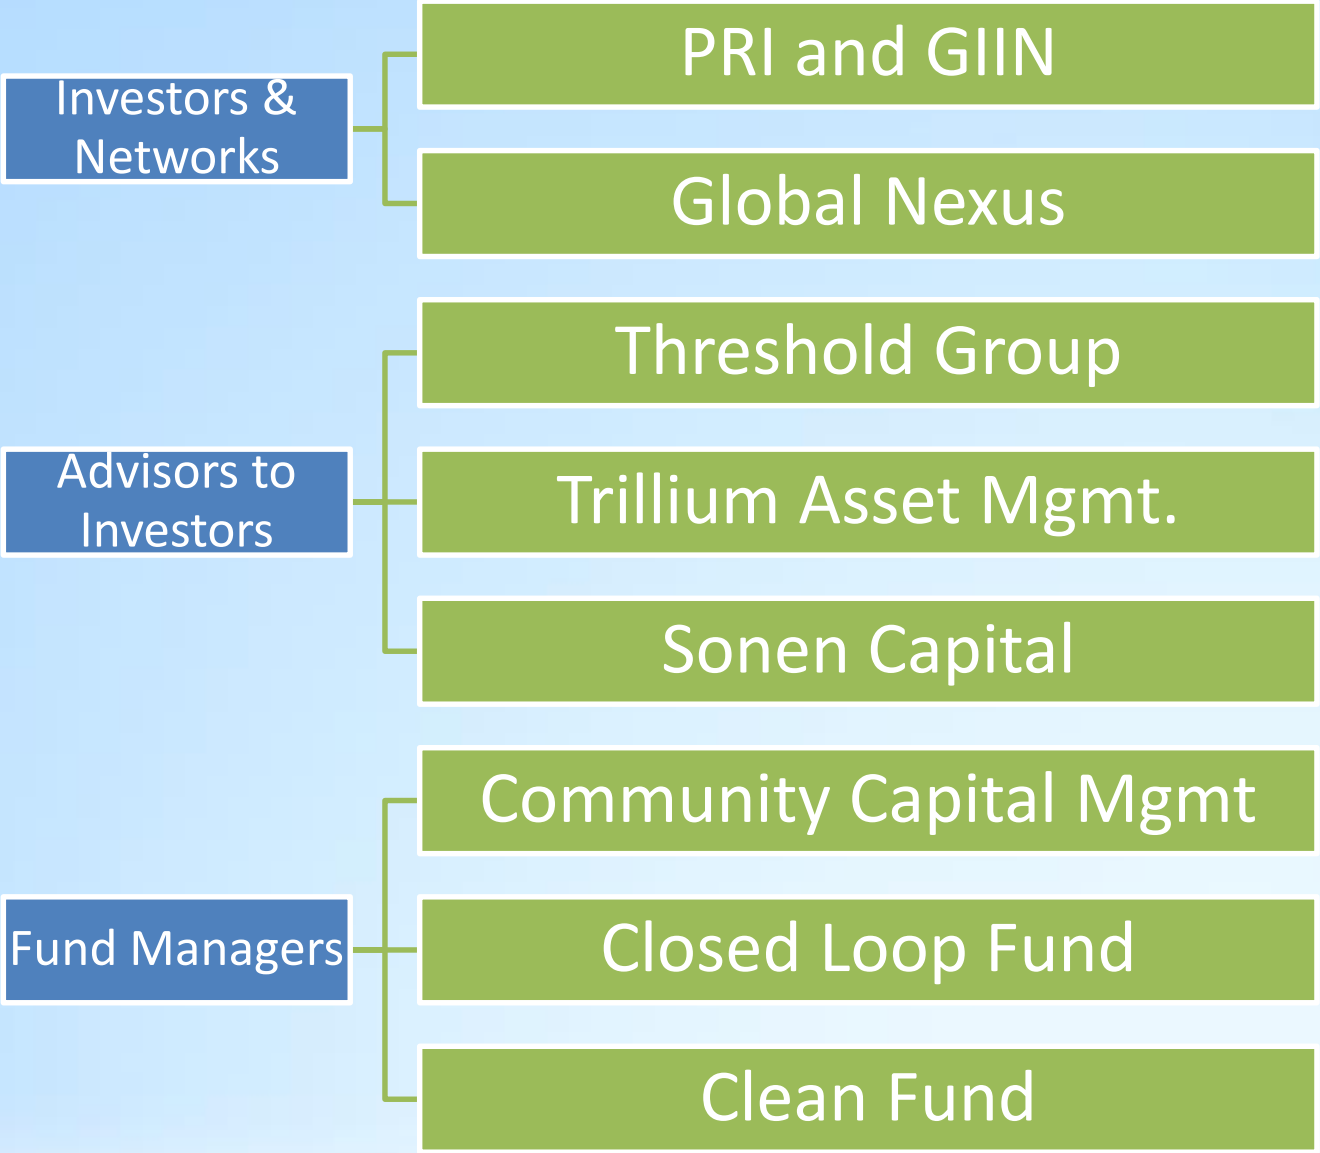 Investors &
Networks
PRI and GIIN
Global Nexus
Advisors to
Investors
Threshold Group
Trillium Asset Mgmt.
Sonen Capital
Fund Managers
Community Capital Mgmt
Closed Loop Fund
Clean Fund